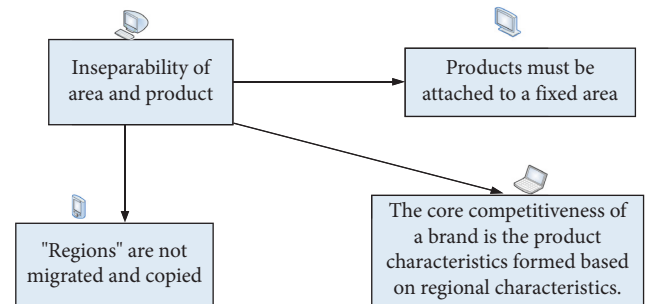 Inseparability of
area and product
Products must be
attached to a fixed area
"Regions" are not
migrated and copied
The core competitiveness of
a brand is the product
characteristics formed based
on regional characteristics.